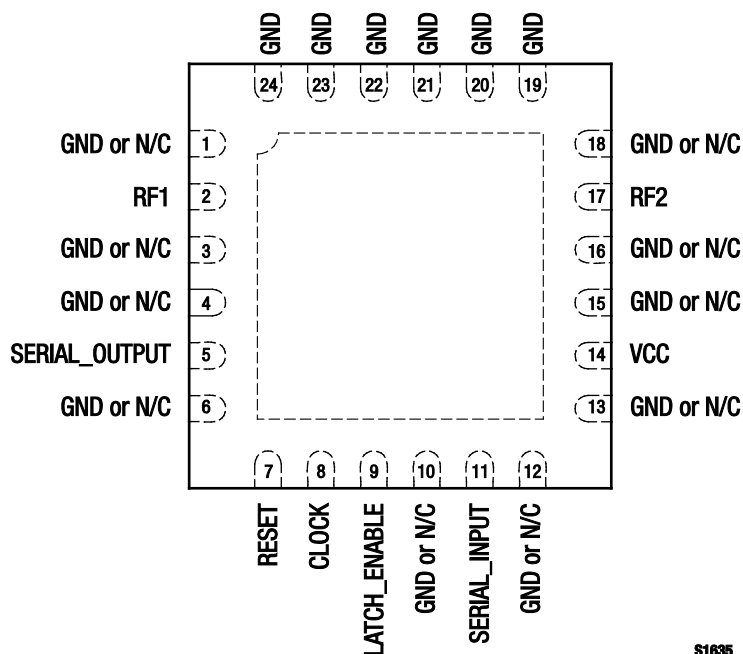 GND GND GND GND GND GND
24 23 22 21 20 19
GND or N/C 1 18 GND or N/C
RF1 2 17 RF2
GND or N/C 3 16 GND or N/C
GND or N/C 4 15 GND or N/C
SERIAL_OUTPUT 5 14 VCC
GND or N/C 6 13 GND or N/C
7 8 9 10 11 12
RESET
CLOCK
LATCH_ENABLE
GND or N/C
SERIAL_INPUT
GND or N/C
S1635